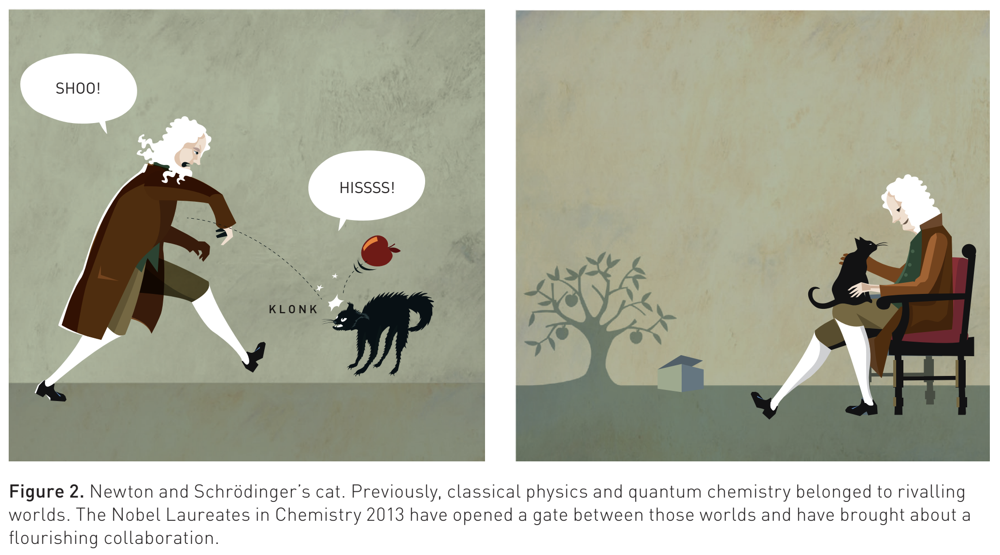 SHOO!
HISSSS!
KLONK
Figure 2. Newton and Schrödinger’s cat. Previously, classical physics and quantum chemistry belonged to rivalling
worlds. The Nobel Laureates in Chemistry 2013 have opened a gate between those worlds and have brought about a
flourishing collaboration.